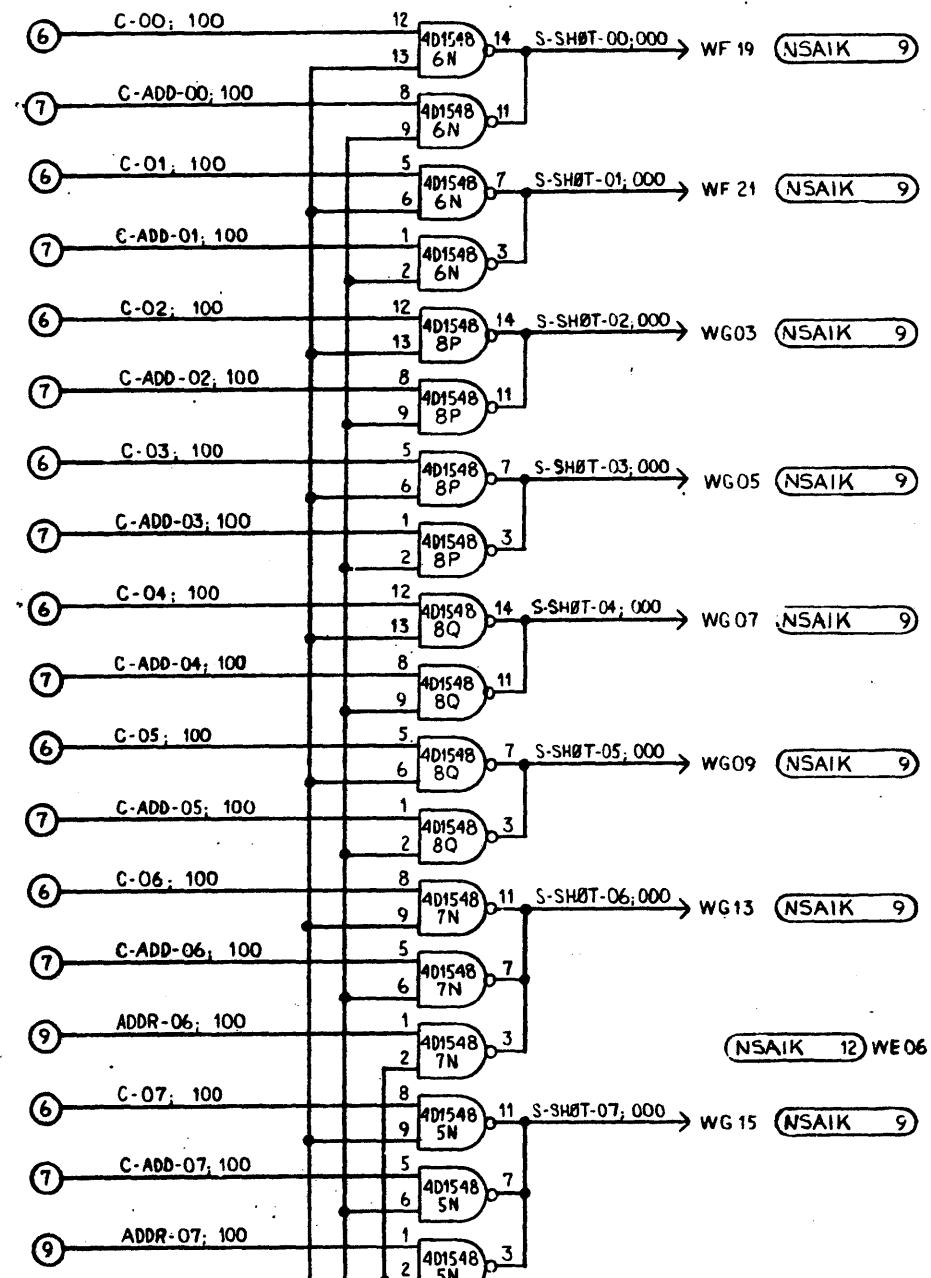 6 C-00; 100 12 4D1548 6N 14 S-SHØT-00;000 WF 19 NSAIK 9
13
7 C-ADD-00; 100 8 4D1548 6N 11
9
6 C-01; 100 5 4D1548 6N 7 S-SHØT-01; 000 WF 21 NSAIK 9
6
7 C-ADD-01; 100 1 4D1548 6N 3
2
6 C-02; 100 12 4D1548 8P 14 S-SHØT-02;000 WG03 NSAIK 9
13
7 C-ADD-02; 100 8 4D1548 8P 11
9
6 C-03; 100 5 4D1548 8P 7 S-SHØT-03;000 WG05 NSAIK 9
6
7 C-ADD-03; 100 1 4D1548 8P 3
2
6 C-04; 100 12 4D1548 8Q 14 S-SHØT-04; 000 WG 07 NSAIK 9
13
7 C-ADD-04; 100 8 4D1548 8Q 11
9
6 C-05; 100 5 4D1548 8Q 7 S-SHØT-05; 000 WG09 NSAIK 9
6
7 C-ADD-05; 100 1 4D1548 8Q 3
2
6 C-06; 100 8 4D1548 7N 11 S-SHØT-06;000 WG13 NSAIK 9
9
7 C-ADD-06; 100 5 4D1548 7N 7
6
9 ADDR-06; 100 1 4D1548 7N 3 NSAIK 12 WE06
2
6 C-07; 100 8 4D1548 5N 11 S-SHØT-07; 000 WG 15 NSAIK 9
9
7 C-ADD-07; 100 5 4D1548 5N 7
6
9 ADDR-07; 100 1 4D1548 5N 3
2